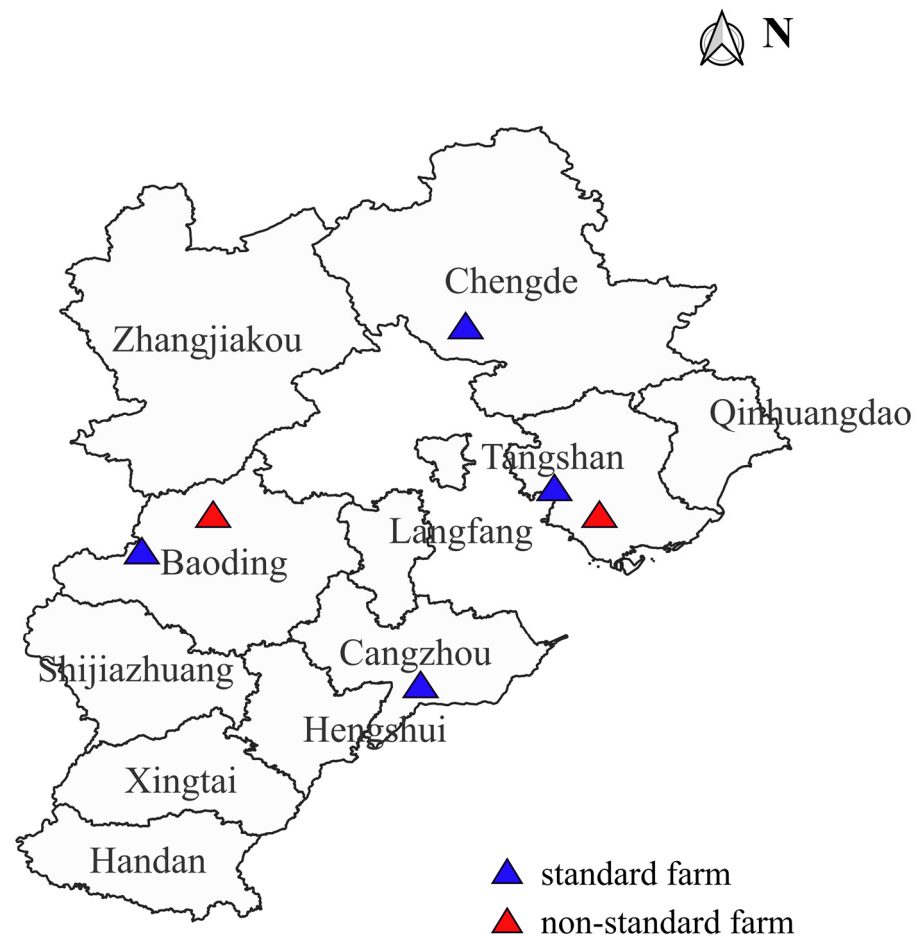 N
Chengde
Zhangjiakou
Qinhuangdao
Tangshan
Langfang
Baoding
Cangzhou
Shijiazhuang
Hengshui
Xingtai
Handan
standard farm
non-standard farm